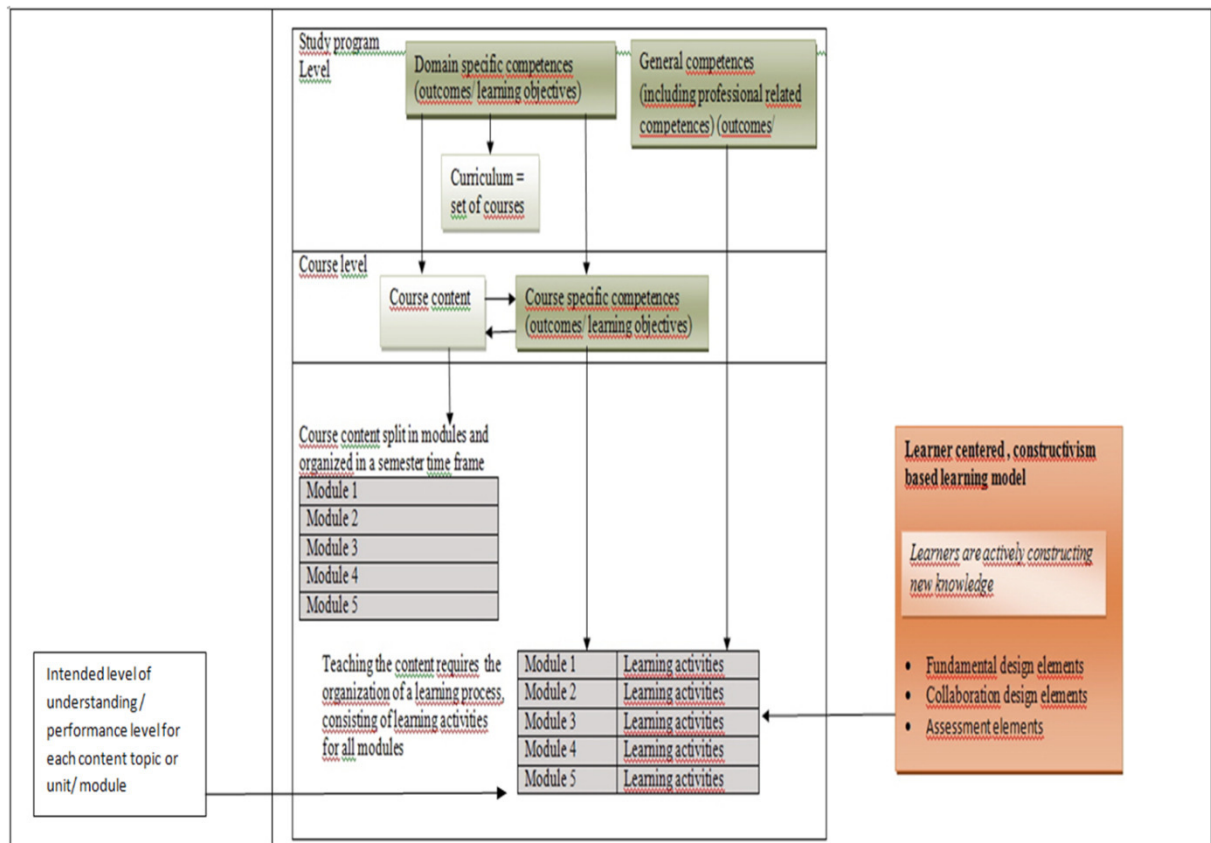 Study program
Level
Domain specific competences
(outcomes/ learning objectives)
General competences
(including professional related
competences) (outcomes/
Curriculum =
set of courses
Course level
Course content
Course specific competences
(outcomes/ learning objectives)
Course content split in modules and
organized in a semester time frame
Module 1
Module 2
Module 3
Module 4
Module 5
Learner centered , constructivism
based learning model
Learners are actively constructing
new knowledge
• Fundamental design elements
• Collaboration design elements
• Assessment elements
Intended level of
understanding /
performance level for
each content topic or
unit/ module
Teaching the content requires the
organization of a learning process,
consisting of learning activities
for all modules
Module 1 Learning activities
Module 2 Learning activities
Module 3 Learning activities
Module 4 Learning activities
Module 5 Learning activities